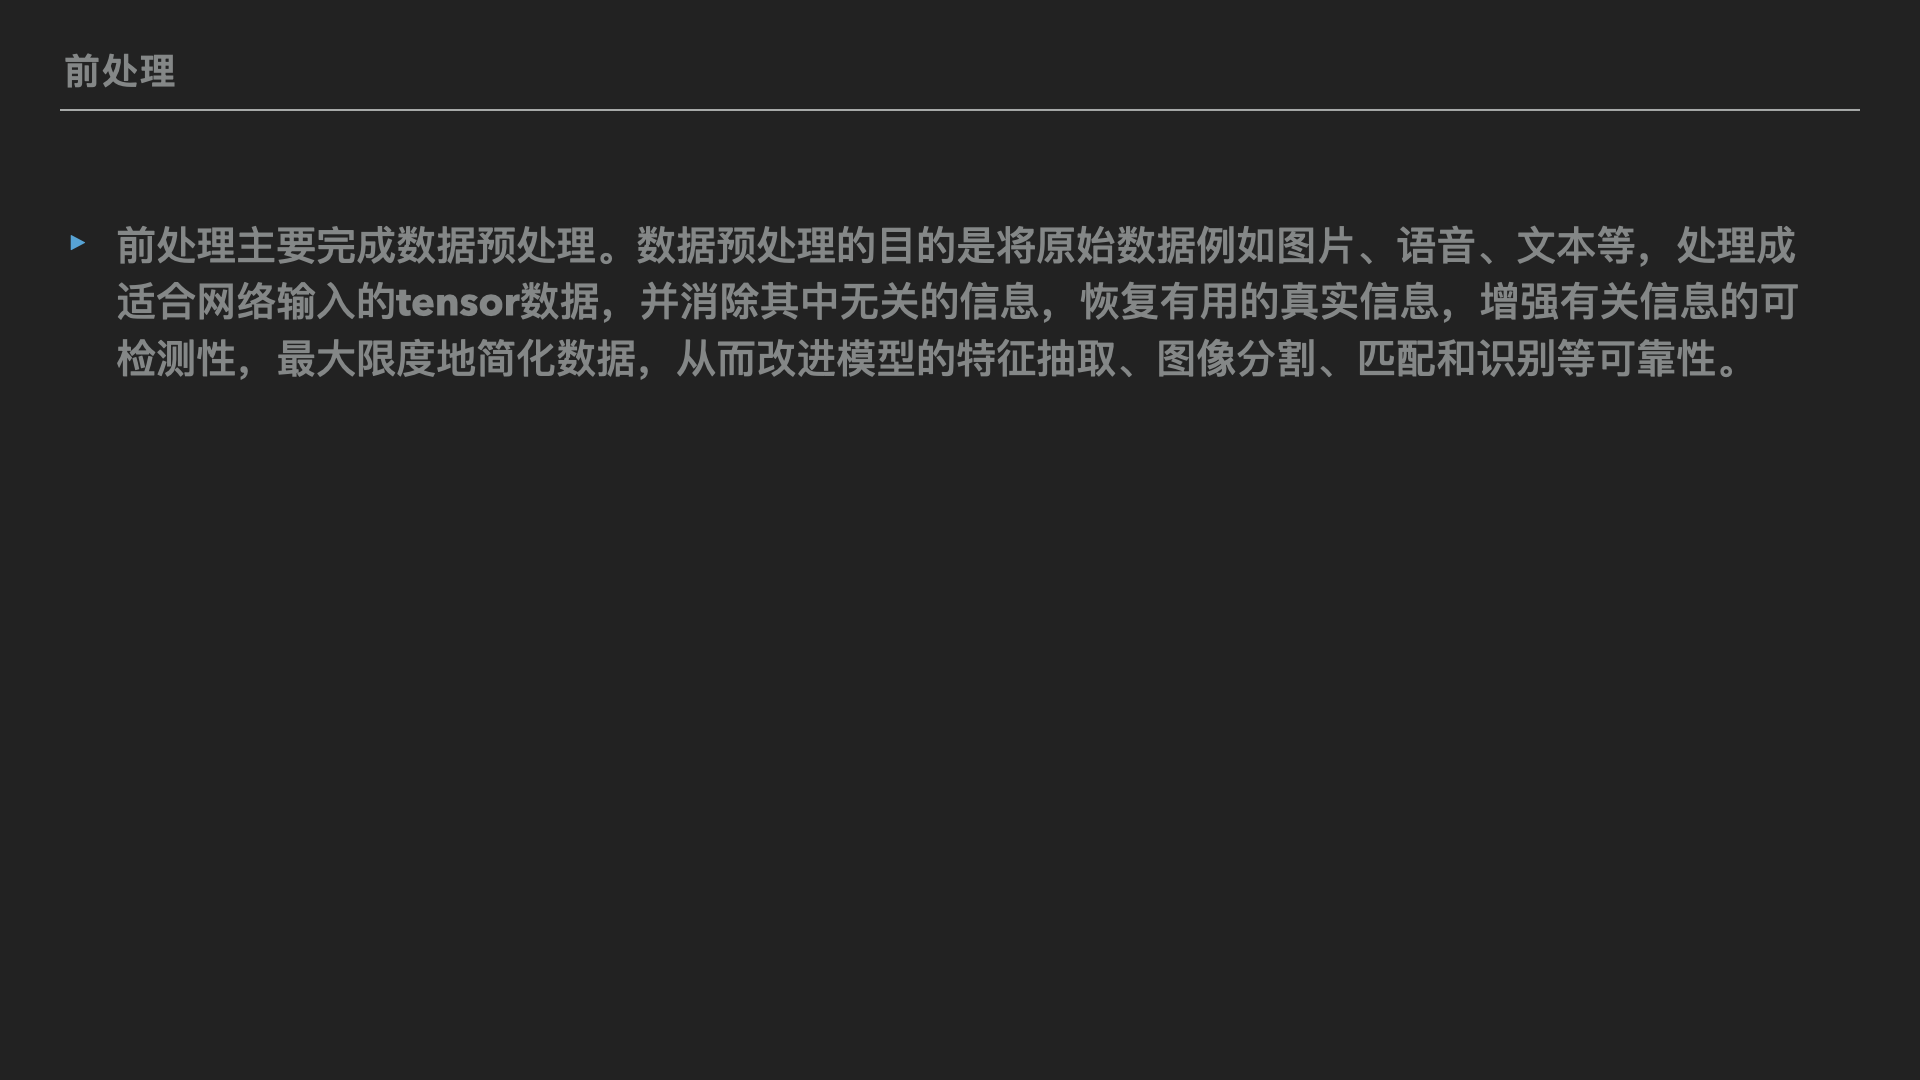 前处理
前处理主要完成数据预处理。数据预处理的目的是将原始数据例如图片、语音、文本等，处理成
适合网络输入的tensor数据，并消除其中无关的信息，恢复有用的真实信息，增强有关信息的可
检测性，最大限度地简化数据，从而改进模型的特征抽取、图像分割、匹配和识别等可靠性。